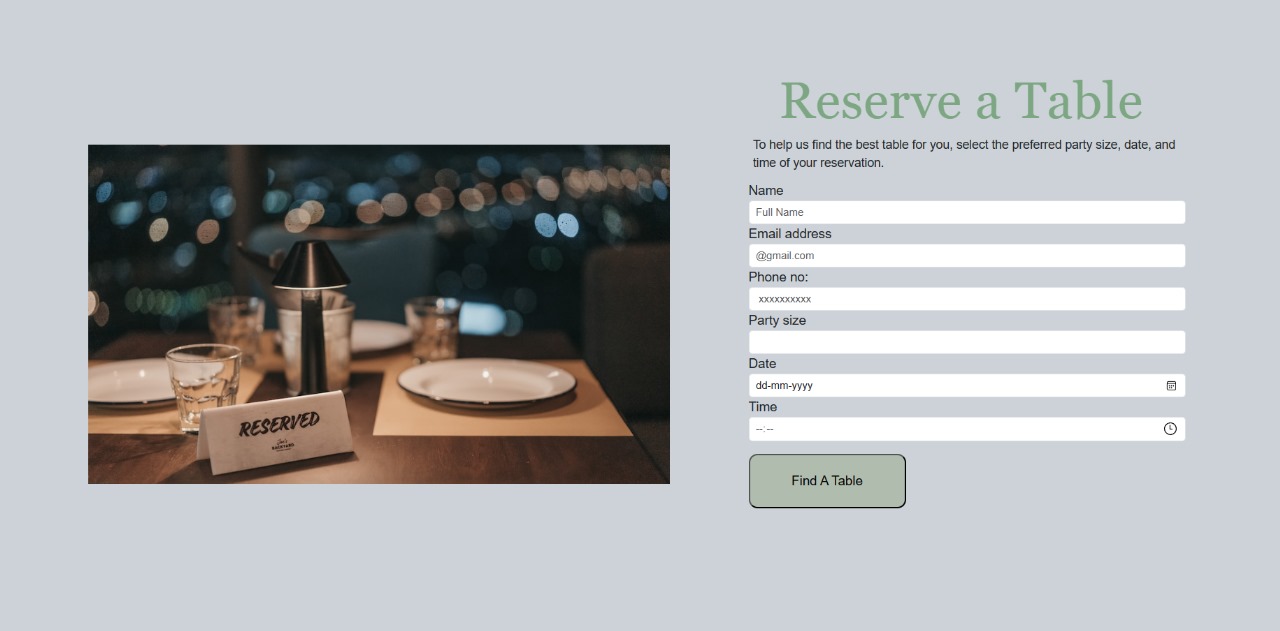 Reserve a Table
To help us find the best table for you, select the preferred party size, date, and
time of your reservation.
Name
Full Name
Email address
@gmail.com
Phone no:
xxxxxxxxxx
Party size
Date
dd-mm-yyyy
Time
--:--
Find A Table
RESERVED
BACKYARD